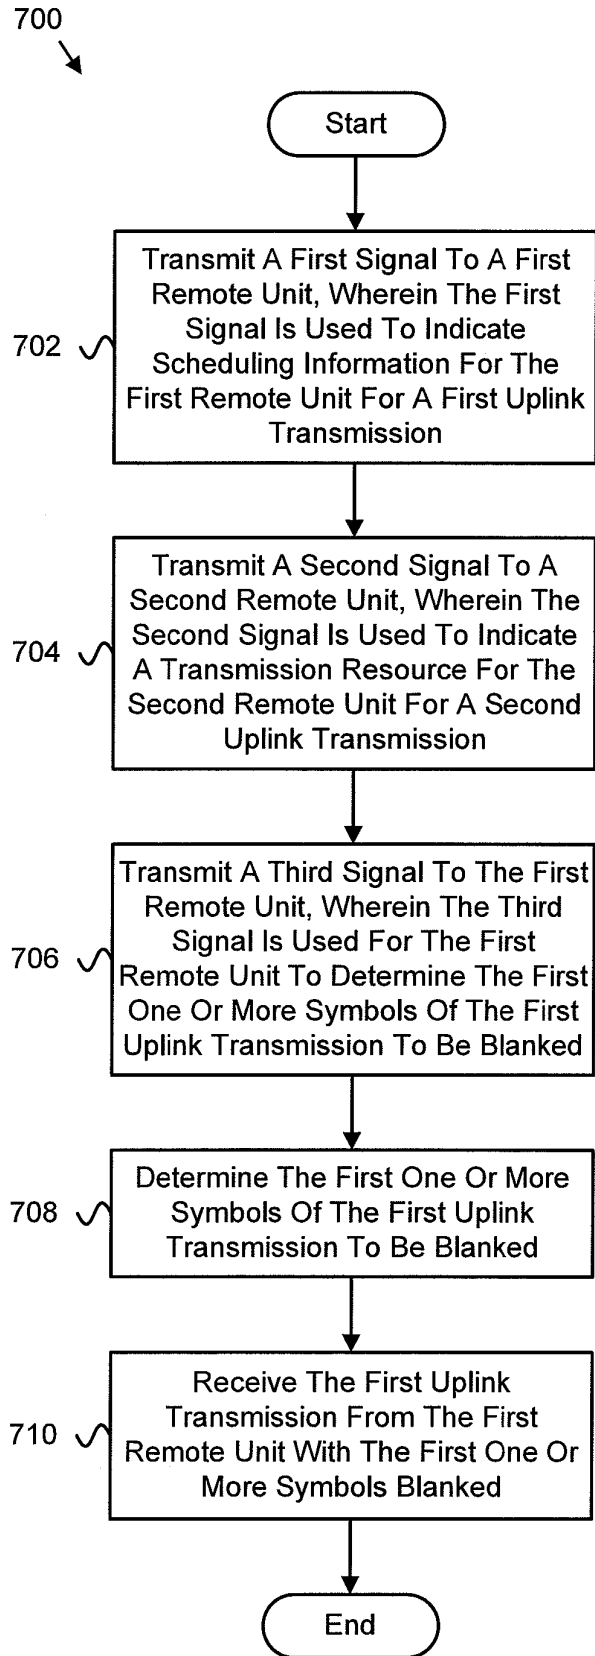 700
Start
702
Transmit A First Signal To A First
Remote Unit, Wherein The First
Signal Is Used To Indicate
Scheduling Information For The
First Remote Unit For A First Uplink
Transmission
704
Transmit A Second Signal To A
Second Remote Unit, Wherein The
Second Signal Is Used To Indicate
A Transmission Resource For The
Second Remote Unit For A Second
Uplink Transmission
706
Transmit A Third Signal To The First
Remote Unit, Wherein The Third
Signal Is Used For The First
Remote Unit To Determine The First
One Or More Symbols Of The First
Uplink Transmission To Be Blanked
708
Determine The First One Or More
Symbols Of The First Uplink
Transmission To Be Blanked
710
Receive The First Uplink
Transmission From The First
Remote Unit With The First One Or
More Symbols Blanked
End